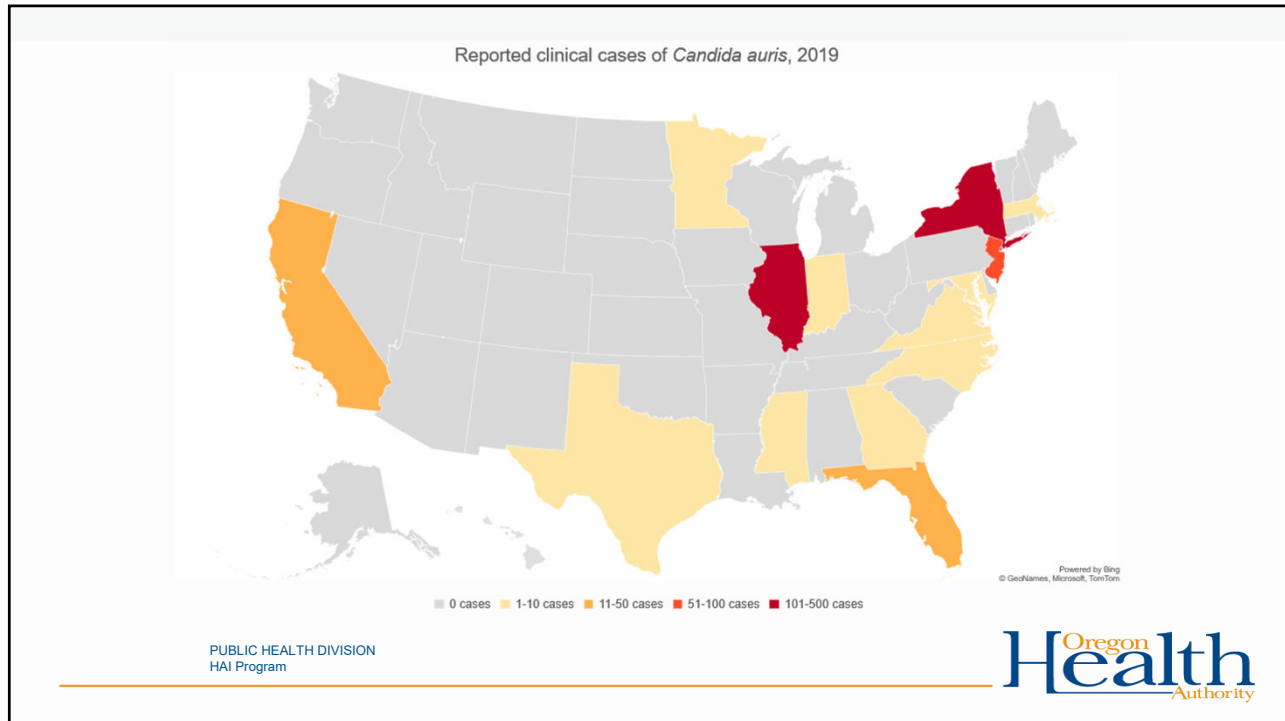 Reported clinical cases of Candida auris, 2019
Powered by Bing
© GeoNames, Microsoft, TomTom
0 cases 1-10 cases 11-50 cases 51-100 cases 101-500 cases
PUBLIC HEALTH DIVISION
HAI Program
Oregon
Health
Authority